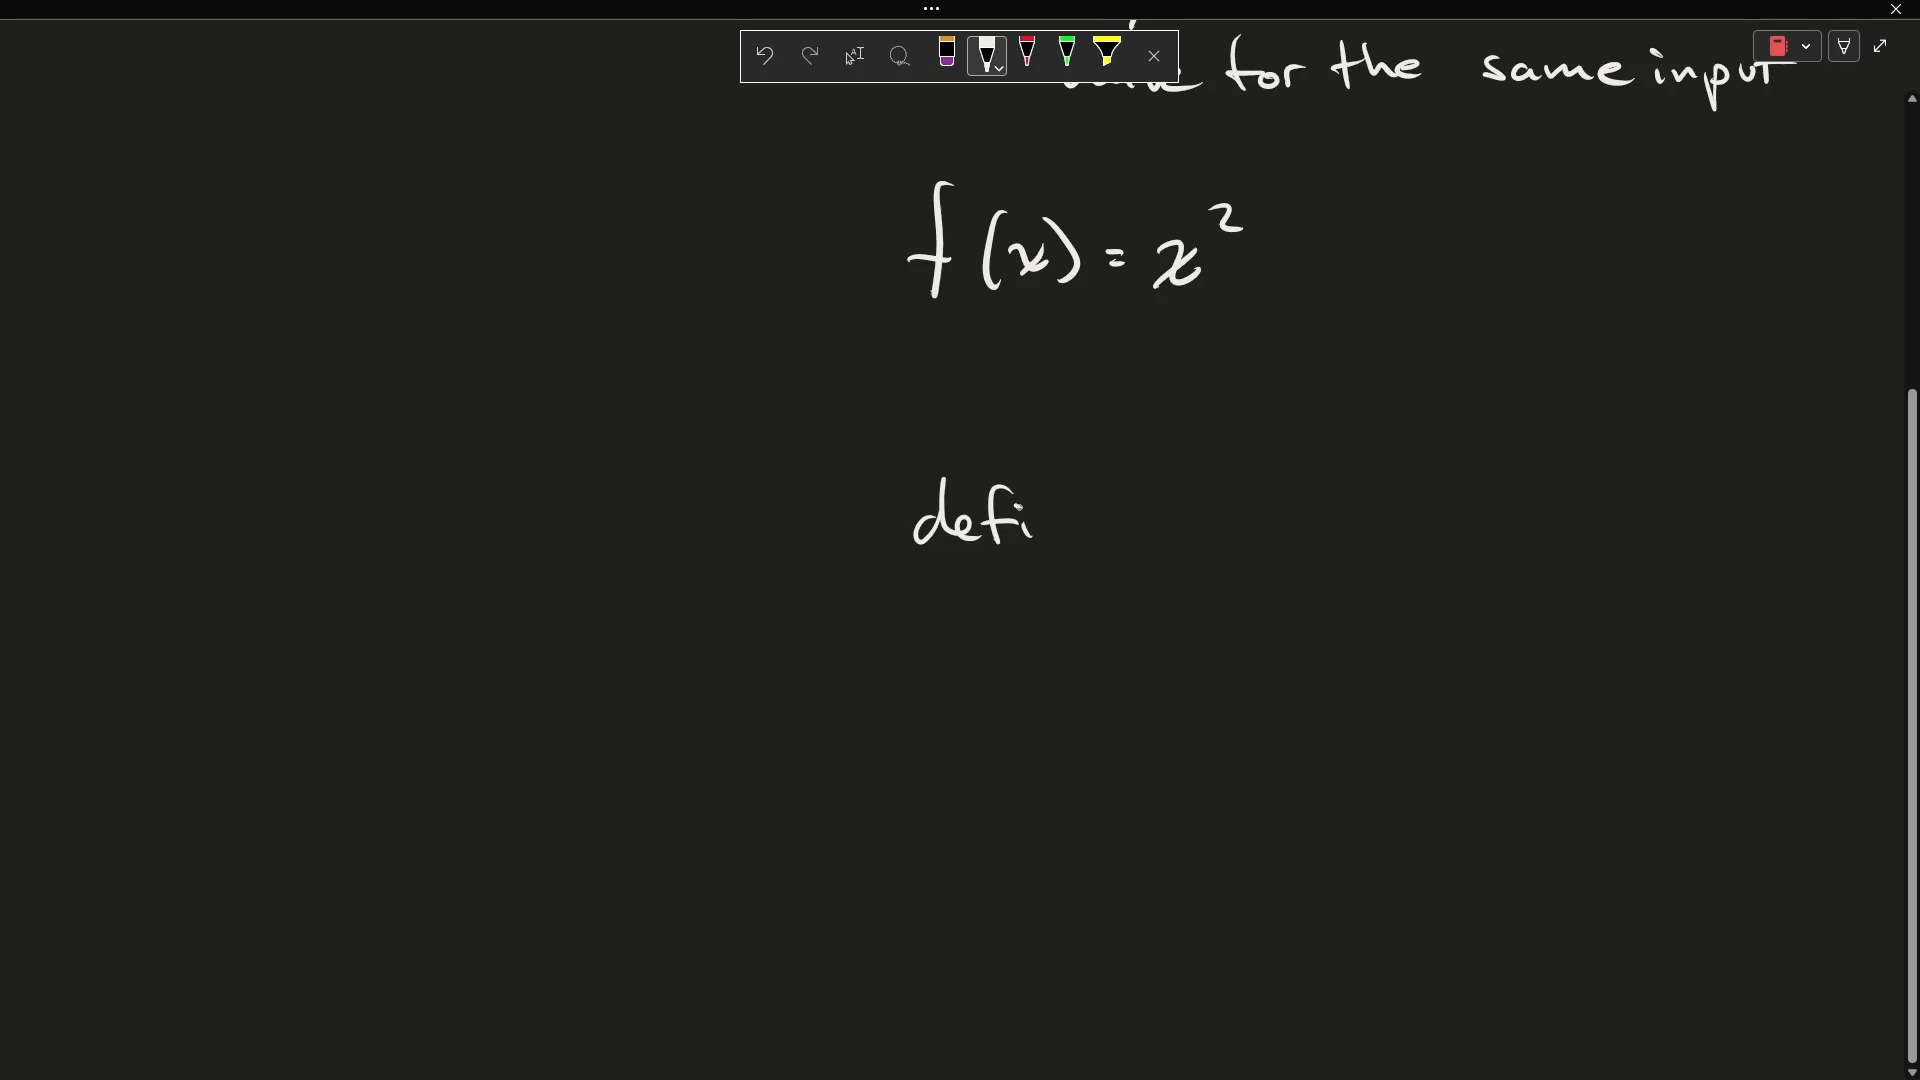 for the same input
f(x) = x²
defi